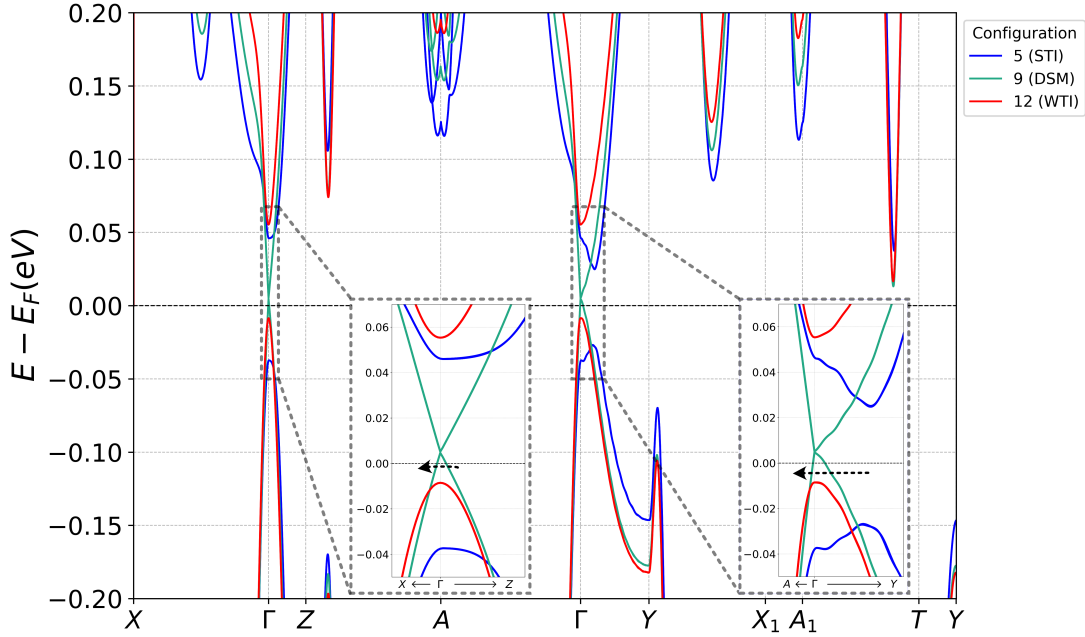 Configuration
5 (STI)
9 (DSM)
12 (WTI)
E − E_F(eV)
0.20
0.15
0.10
0.05
0.00
−0.05
−0.10
−0.15
−0.20
X Γ Z A Γ Y X₁ A₁ T Y
0.06
0.04
0.02
0.00
−0.02
−0.04
X ← Γ → Z
0.06
0.04
0.02
0.00
−0.02
−0.04
A ← Γ → Y